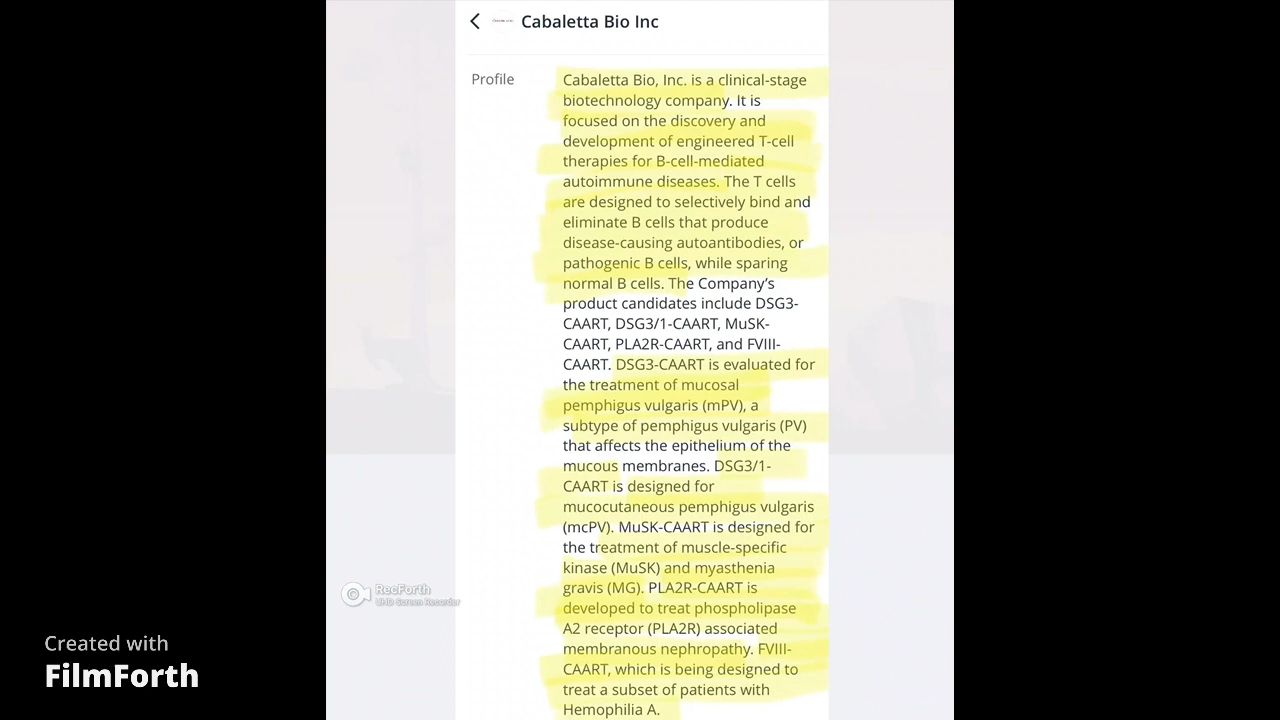 Cabaletta Bio Inc
Profile
Cabaletta Bio, Inc. is a clinical-stage
biotechnology company. It is
focused on the discovery and
development of engineered T-cell
therapies for B-cell-mediated
autoimmune diseases. The T cells
are designed to selectively bind and
eliminate B cells that produce
disease-causing autoantibodies, or
pathogenic B cells, while sparing
normal B cells. The Company's
product candidates include DSG3-
CAART, DSG3/1-CAART, MuSK-
CAART, PLA2R-CAART, and FVIII-
CAART. DSG3-CAART is evaluated for
the treatment of mucosal
pemphigus vulgaris (mPV), a
subtype of pemphigus vulgaris (PV)
that affects the epithelium of the
mucous membranes. DSG3/1-
CAART is designed for
mucocutaneous pemphigus vulgaris
(mcPV). MuSK-CAART is designed for
the treatment of muscle-specific
kinase (MuSK) and myasthenia
gravis (MG). PLA2R-CAART is
developed to treat phospholipase
A2 receptor (PLA2R) associated
membranous nephropathy. FVIII-
CAART, which is being designed to
treat a subset of patients with
Hemophilia A.
RecForth
UHD Screen Recorder
Created with
FilmForth